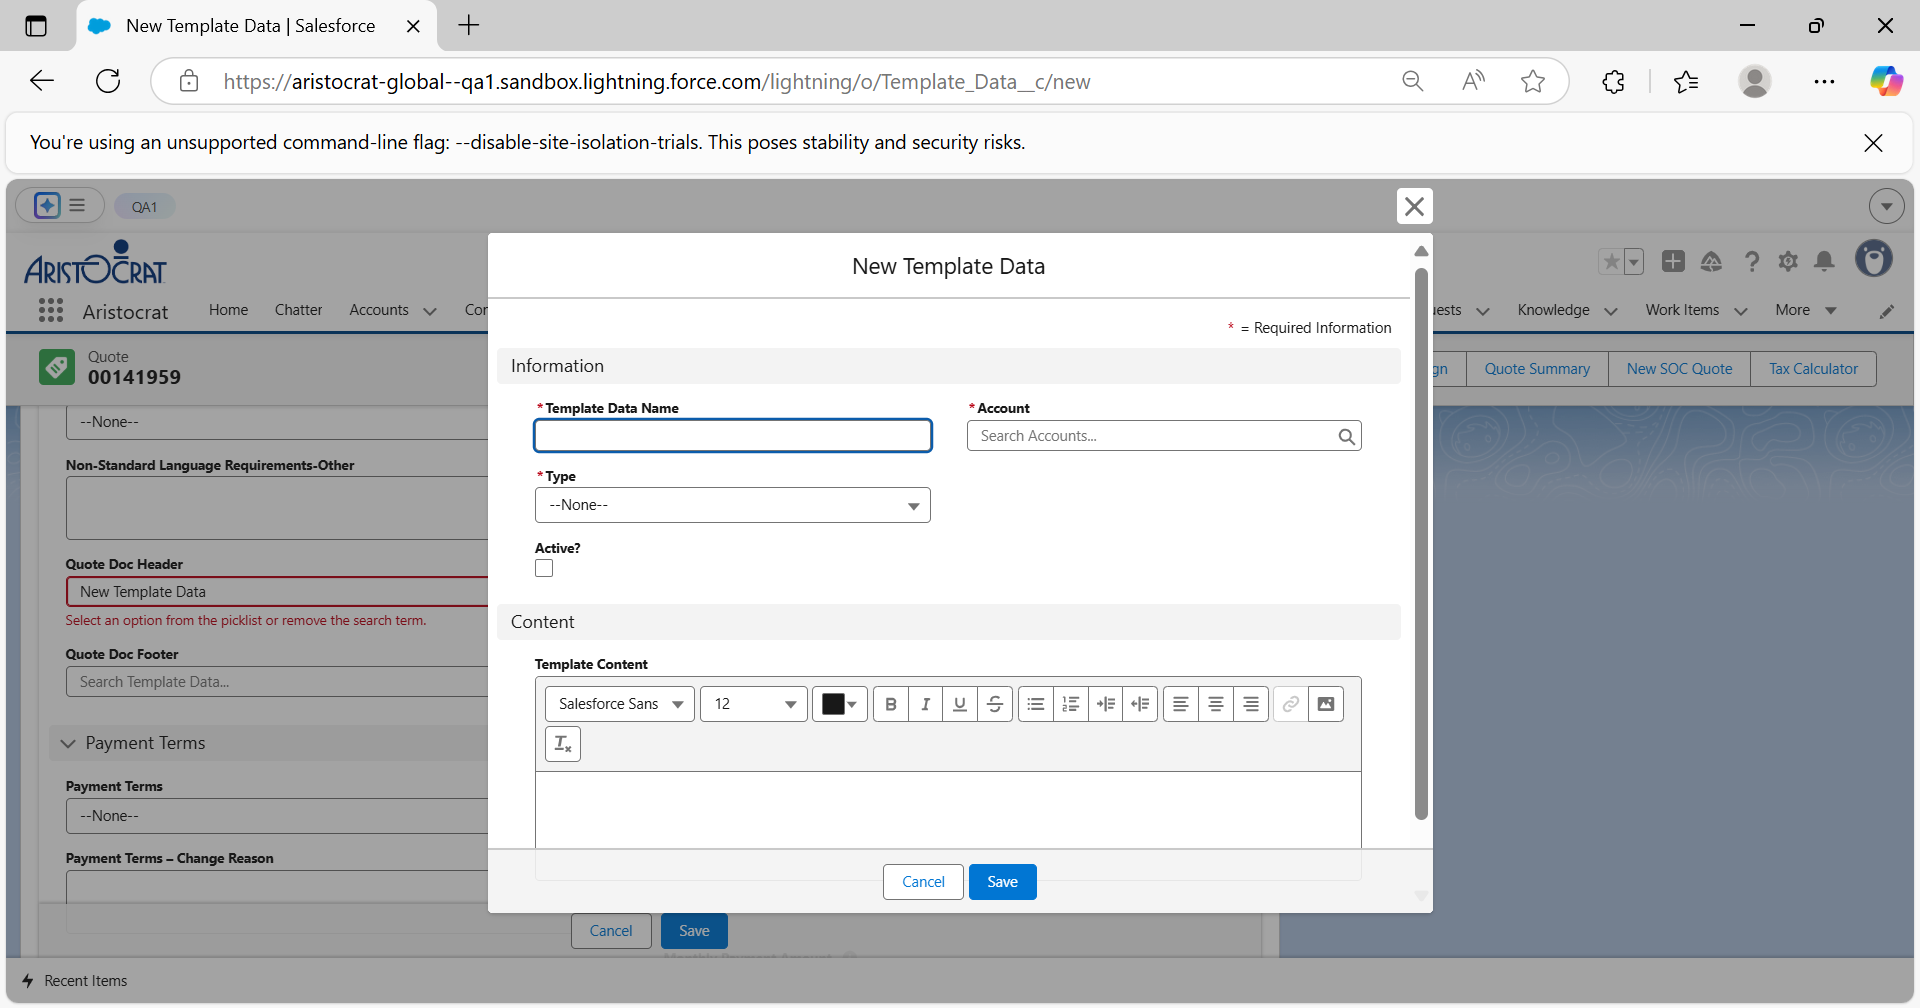 New Template Data | Salesforce
https://aristocrat-global--qa1.sandbox.lightning.force.com/lightning/o/Template_Data__c/new
You're using an unsupported command-line flag: --disable-site-isolation-trials. This poses stability and security risks.
QA1
ARISTOCRAT
Aristocrat
Home
Chatter
Accounts
Knowledge
Work Items
More
Quote
00141959
Quote Summary
New SOC Quote
Tax Calculator
--None--
Non-Standard Language Requirements-Other
Quote Doc Header
New Template Data
Select an option from the picklist or remove the search term.
Quote Doc Footer
Search Template Data...
Payment Terms
Payment Terms
--None--
Payment Terms – Change Reason
Cancel
Save
New Template Data
* = Required Information
Information
*Template Data Name
*Account
Search Accounts...
*Type
--None--
Active?
Content
Template Content
Salesforce Sans
12
Cancel
Save
Recent Items